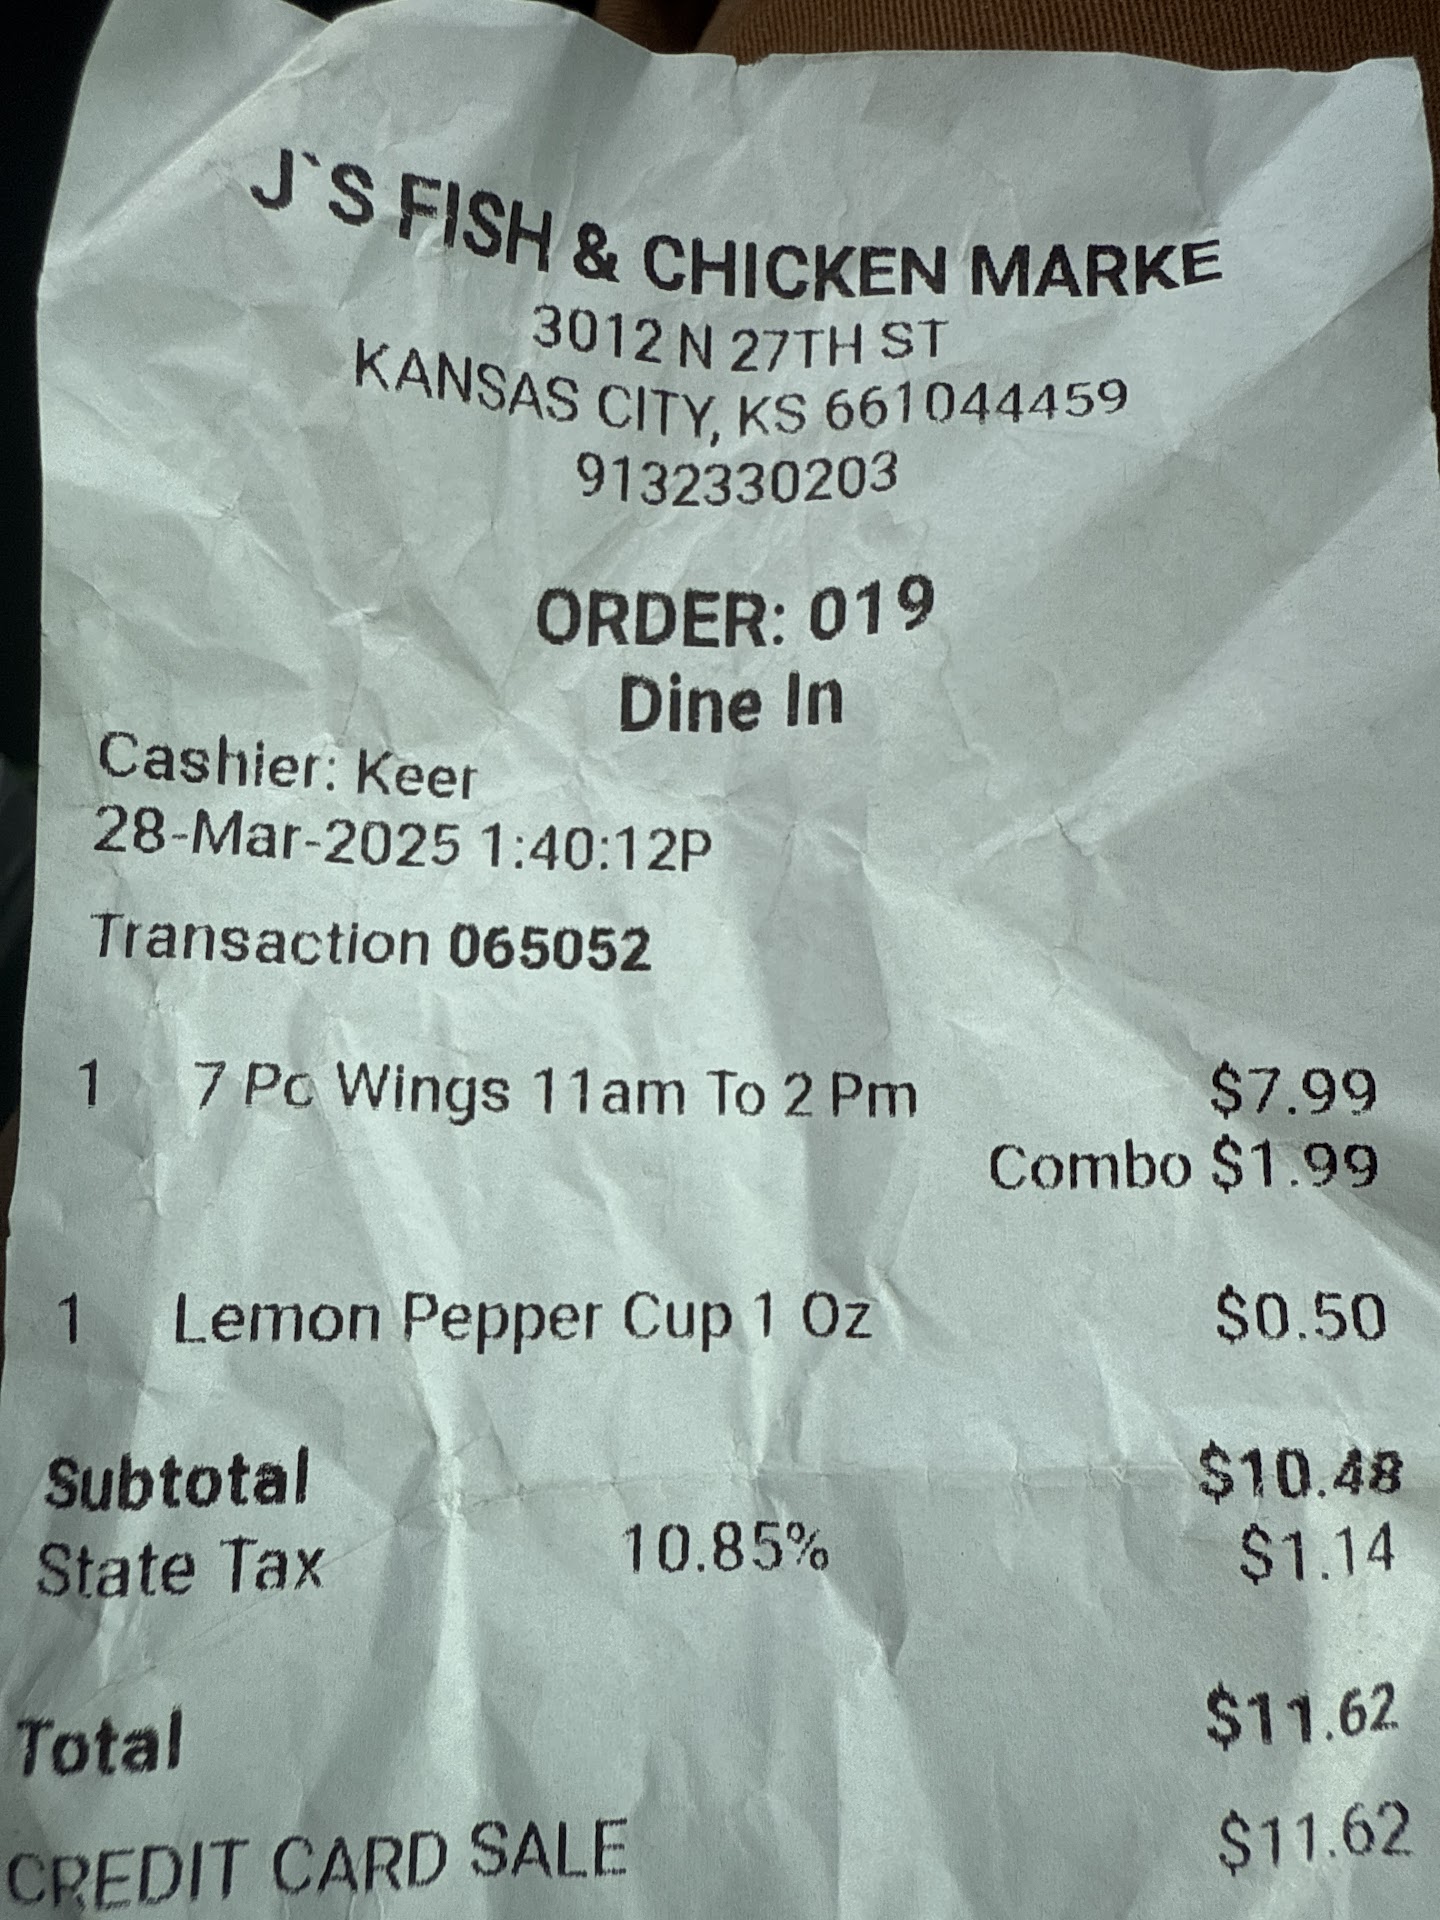 J`S FISH & CHICKEN MARKE
3012 N 27TH ST
KANSAS CITY, KS 661044459
9132330203
ORDER: 019
Dine In
Cashier: Keer
28-Mar-2025 1:40:12P
Transaction 065052
1 7 Pc Wings 11am To 2 Pm $7.99
Combo $1.99
1 Lemon Pepper Cup 1 Oz $0.50
Subtotal $10.48
State Tax 10.85% $1.14
Total $11.62
CREDIT CARD SALE $11.62